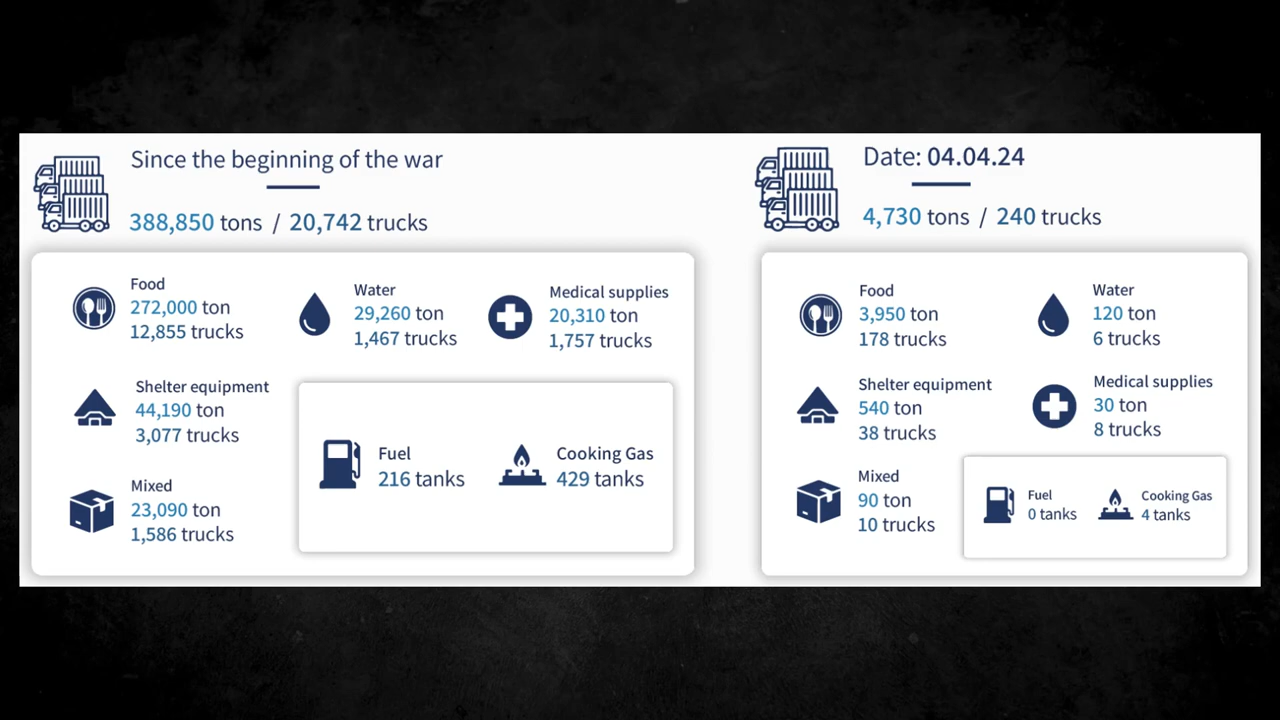 Since the beginning of the war
388,850 tons / 20,742 trucks
Food
272,000 ton
12,855 trucks
Water
29,260 ton
1,467 trucks
Medical supplies
20,310 ton
1,757 trucks
Shelter equipment
44,190 ton
3,077 trucks
Mixed
23,090 ton
1,586 trucks
Fuel
216 tanks
Cooking Gas
429 tanks
Date: 04.04.24
4,730 tons / 240 trucks
Food
3,950 ton
178 trucks
Water
120 ton
6 trucks
Shelter equipment
540 ton
38 trucks
Medical supplies
30 ton
8 trucks
Mixed
90 ton
10 trucks
Fuel
0 tanks
Cooking Gas
4 tanks